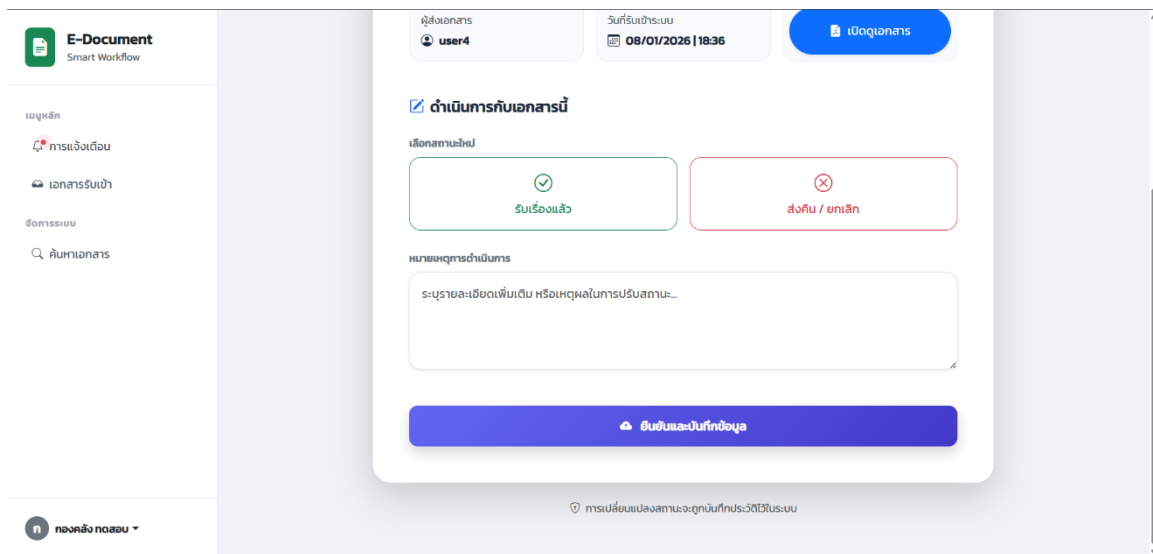 E-Document
Smart Workflow
เมนูหลัก
การแจ้งเตือน
เอกสารรับเข้า
จัดการระบบ
ค้นหาเอกสาร
ก
กองคลัง ทดสอบ
ผู้ส่งเอกสาร
user4
วันที่รับเข้าระบบ
08/01/2026 | 18:36
เปิดดูเอกสาร
ดำเนินการกับเอกสารนี้
เลือกสถานะใหม่
รับเรื่องแล้ว
ส่งคืน / ยกเลิก
หมายเหตุการดำเนินการ
ระบุรายละเอียดเพิ่มเติม หรือเหตุผลในการปรับสถานะ...
ยืนยันและบันทึกข้อมูล
การเปลี่ยนแปลงสถานะจะถูกบันทึกประวัติไว้ในระบบ